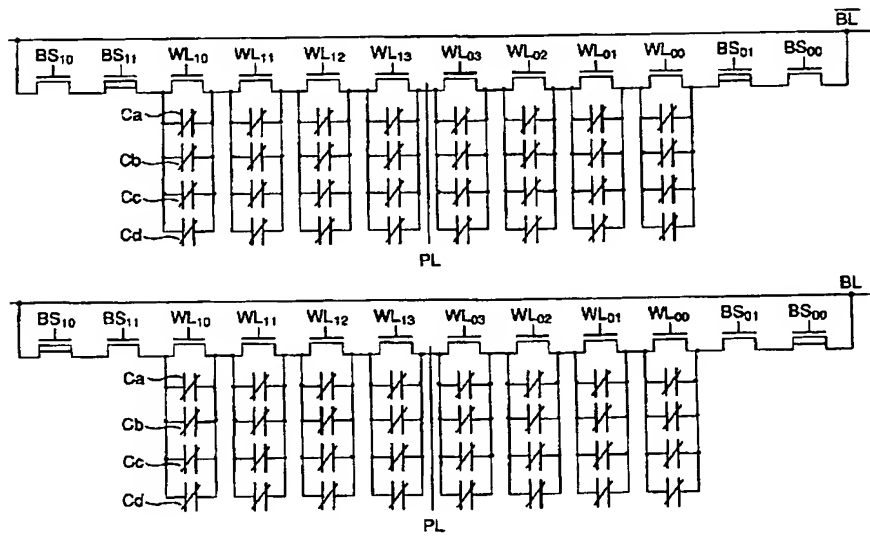 B̅L̅
BS₁₀ BS₁₁ WL₁₀ WL₁₁ WL₁₂ WL₁₃ WL₀₃ WL₀₂ WL₀₁ WL₀₀ BS₀₁ BS₀₀
Ca
Cb
Cc
Cd
PL
BL
BS₁₀ BS₁₁ WL₁₀ WL₁₁ WL₁₂ WL₁₃ WL₀₃ WL₀₂ WL₀₁ WL₀₀ BS₀₁ BS₀₀
Ca
Cb
Cc
Cd
PL